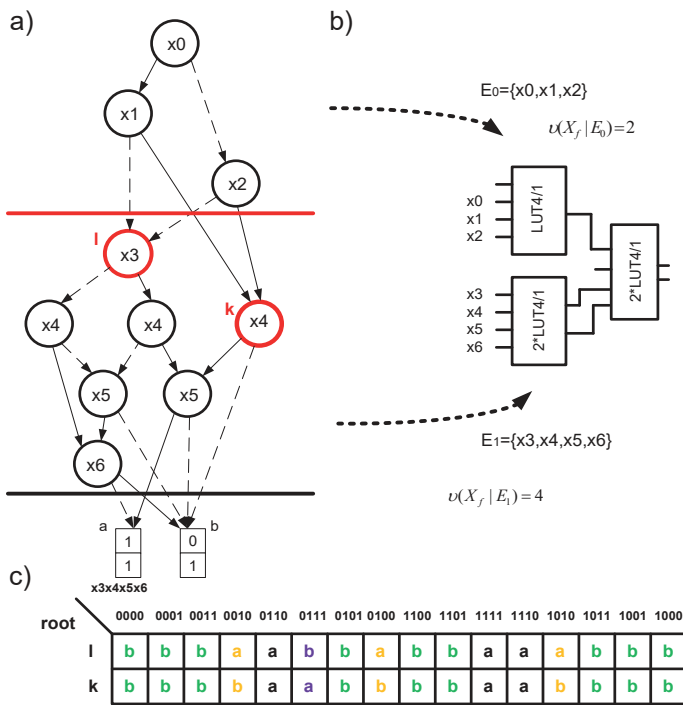 a)
x0
x1
x2
l
x3
x4
x4
k
x4
x5
x5
x6
a
b
1
1
0
1
x3x4x5x6
b)
E0={x0,x1,x2}
υ(Xf | E0)=2
x0
x1
x2
LUT4/1
x3
x4
x5
x6
2*LUT4/1
2*LUT4/1
E1={x3,x4,x5,x6}
υ(Xf | E1)=4
c)
root 0000 0001 0011 0010 0110 0111 0101 0100 1100 1101 1111 1110 1010 1011 1001 1000
l b b b a a b b a b b a a a b b b
k b b b b a a b b b b a a b b b b